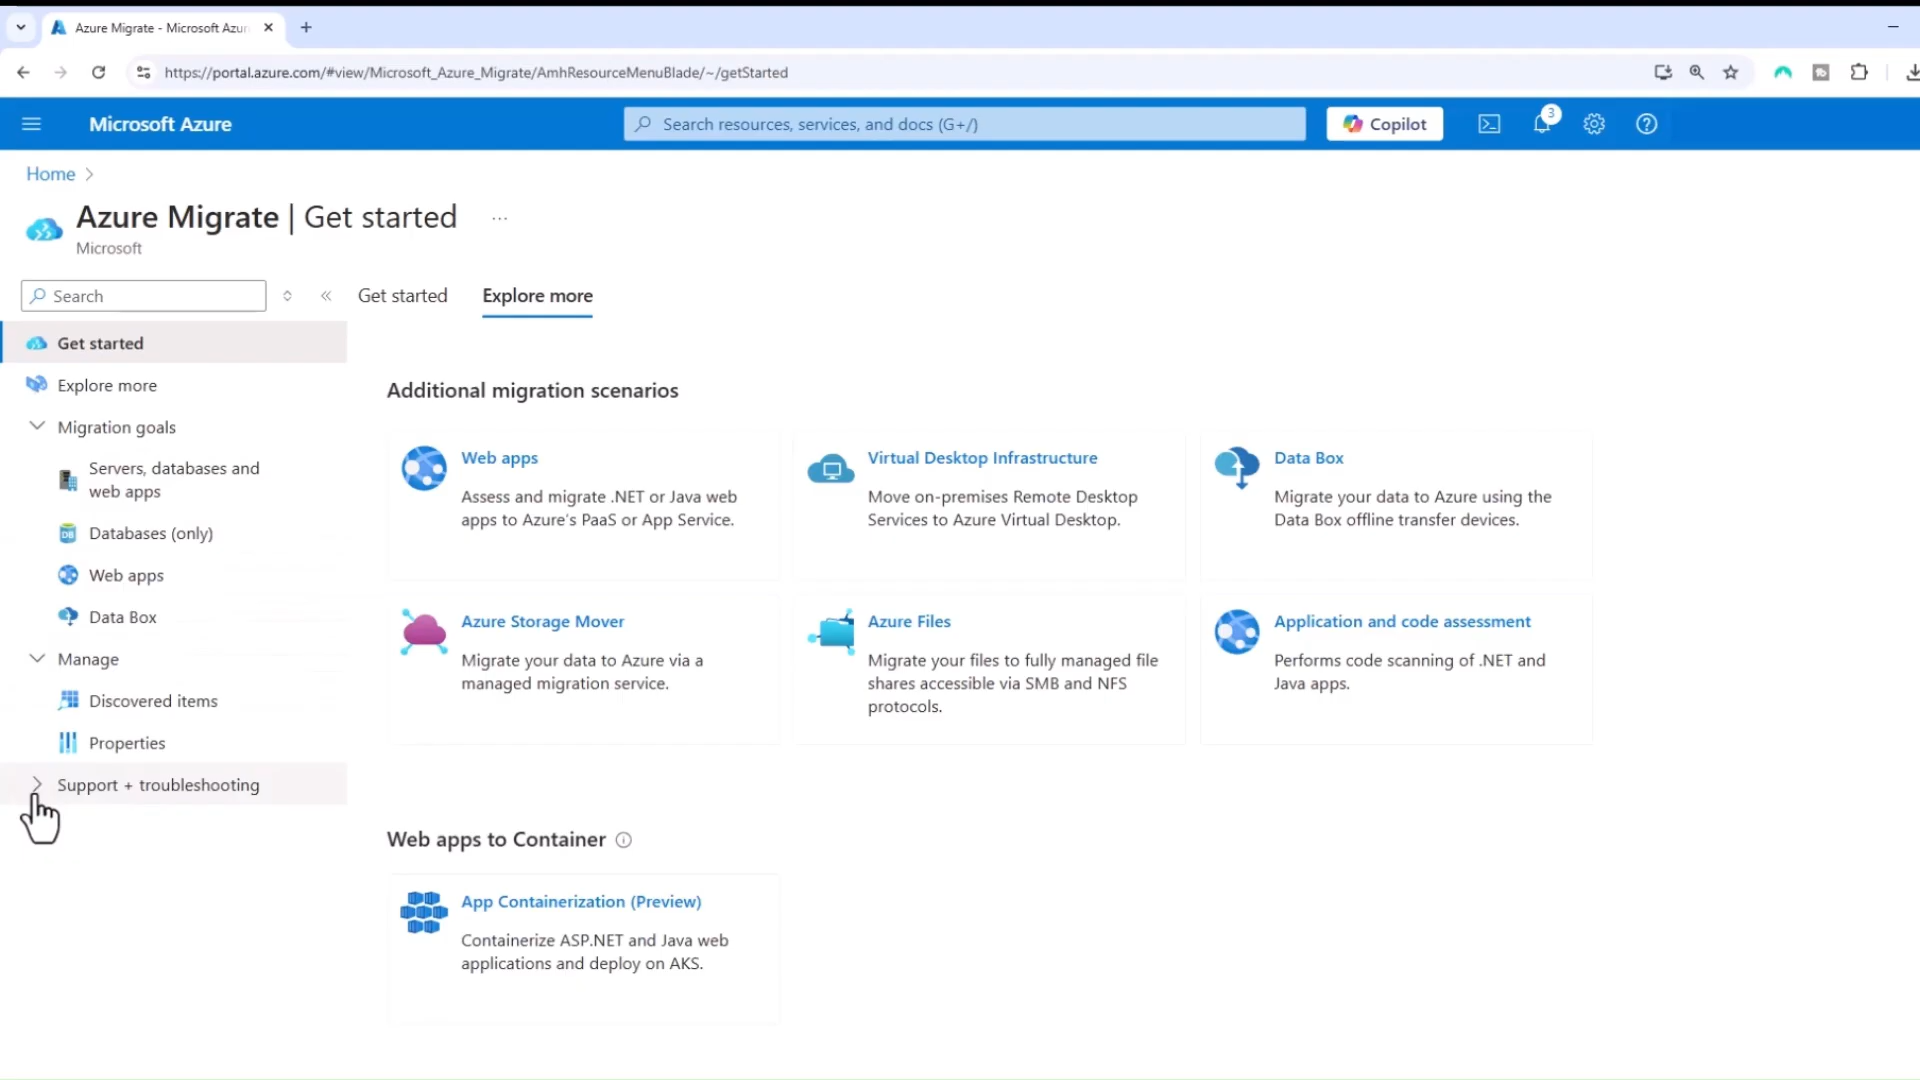 Azure Migrate - Microsoft Azur
https://portal.azure.com/#view/Microsoft_Azure_Migrate/AmhResourceMenuBlade/~/getStarted
Microsoft Azure
Search resources, services, and docs (G+/)
Copilot
3
Home
Azure Migrate | Get started
...
Microsoft
Search
Get started
Explore more
Get started
Explore more
Migration goals
Servers, databases and
web apps
Databases (only)
Web apps
Data Box
Manage
Discovered items
Properties
Support + troubleshooting
Additional migration scenarios
Web apps
Assess and migrate .NET or Java web
apps to Azure's PaaS or App Service.
Virtual Desktop Infrastructure
Move on-premises Remote Desktop
Services to Azure Virtual Desktop.
Data Box
Migrate your data to Azure using the
Data Box offline transfer devices.
Azure Storage Mover
Migrate your data to Azure via a
managed migration service.
Azure Files
Migrate your files to fully managed file
shares accessible via SMB and NFS
protocols.
Application and code assessment
Performs code scanning of .NET and
Java apps.
Web apps to Container
App Containerization (Preview)
Containerize ASP.NET and Java web
applications and deploy on AKS.